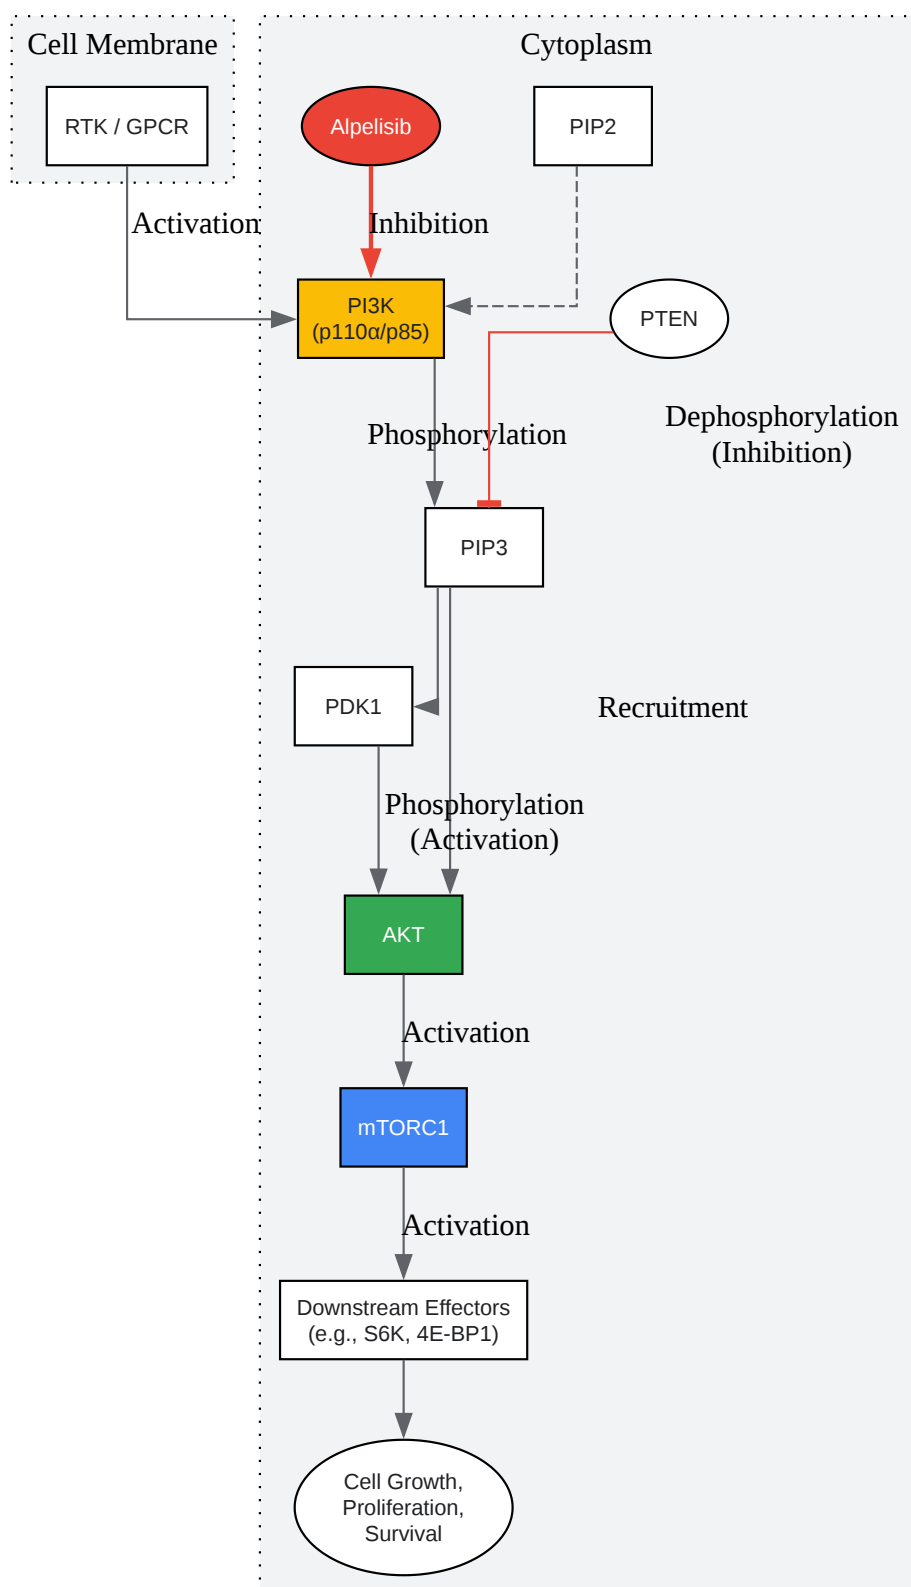 Cell Membrane
Cytoplasm
RTK / GPCR
Alpelisib
PIP2
Activation
Inhibition
PI3K
(p110α/p85)
PTEN
Phosphorylation
Dephosphorylation
(Inhibition)
PIP3
PDK1
Recruitment
Phosphorylation
(Activation)
AKT
Activation
mTORC1
Activation
Downstream Effectors
(e.g., S6K, 4E-BP1)
Cell Growth,
Proliferation,
Survival